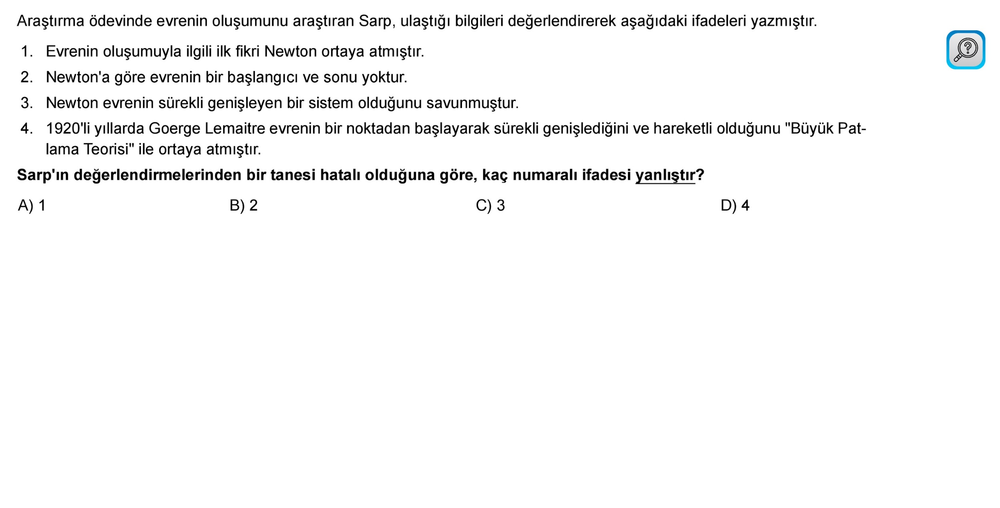 Araştırma ödevinde evrenin oluşumunu araştıran Sarp, ulaştığı bilgileri değerlendirerek aşağıdaki ifadeleri yazmıştır.
1. Evrenin oluşumuyla ilgili ilk fikri Newton ortaya atmıştır.
2. Newton'a göre evrenin bir başlangıcı ve sonu yoktur.
3. Newton evrenin sürekli genişleyen bir sistem olduğunu savunmuştur.
4. 1920'li yıllarda Goerge Lemaitre evrenin bir noktadan başlayarak sürekli genişlediğini ve hareketli olduğunu "Büyük Pat-
lama Teorisi" ile ortaya atmıştır.
Sarp'ın değerlendirmelerinden bir tanesi hatalı olduğuna göre, kaç numaralı ifadesi yanlıştır?
A) 1 B) 2 C) 3 D) 4